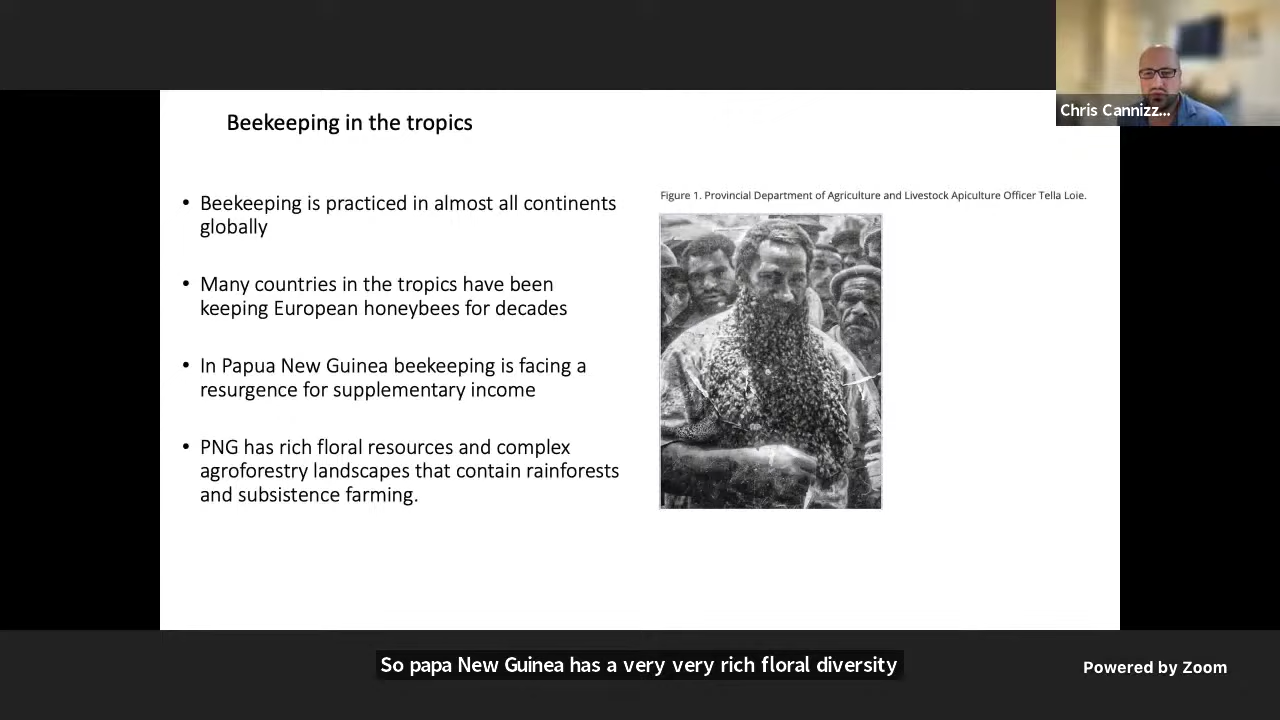 Chris Cannizz...
Beekeeping in the tropics
• Beekeeping is practiced in almost all continents
globally
• Many countries in the tropics have been
keeping European honeybees for decades
• In Papua New Guinea beekeeping is facing a
resurgence for supplementary income
• PNG has rich floral resources and complex
agroforestry landscapes that contain rainforests
and subsistence farming.
Figure 1. Provincial Department of Agriculture and Livestock Apiculture Officer Tella Loie.
So papa New Guinea has a very very rich floral diversity
Powered by Zoom